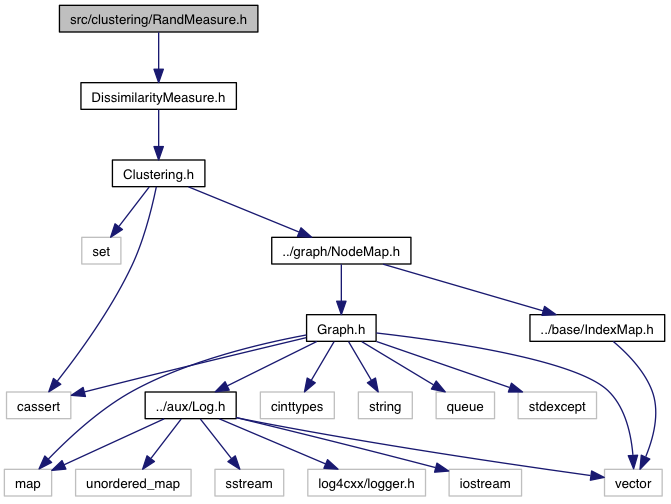 src/clustering/RandMeasure.h
DissimilarityMeasure.h
Clustering.h
set
../graph/NodeMap.h
Graph.h
../base/IndexMap.h
cassert
../aux/Log.h
cinttypes
string
queue
stdexcept
map
unordered_map
sstream
log4cxx/logger.h
iostream
vector